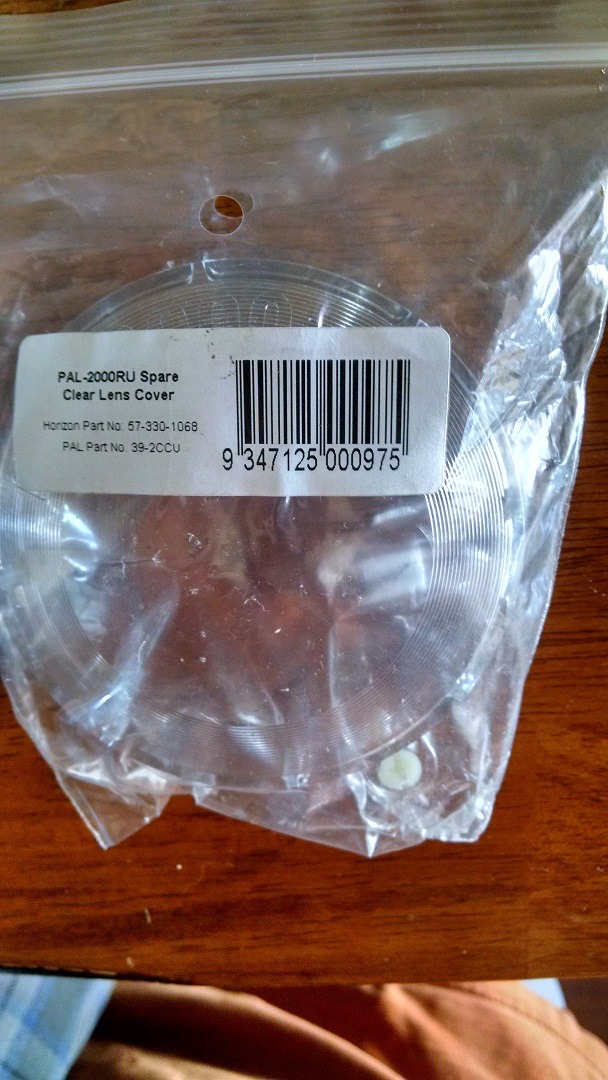 PAL-2000RU Spare
Clear Lens Cover
Horizon Part No: 57-330-1068
PAL Part No. 39-2CCU
9 347125 000975